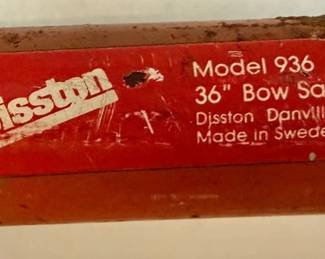 isston
Model 936
36" Bow Sa
Disston Danvill
Made in Swede